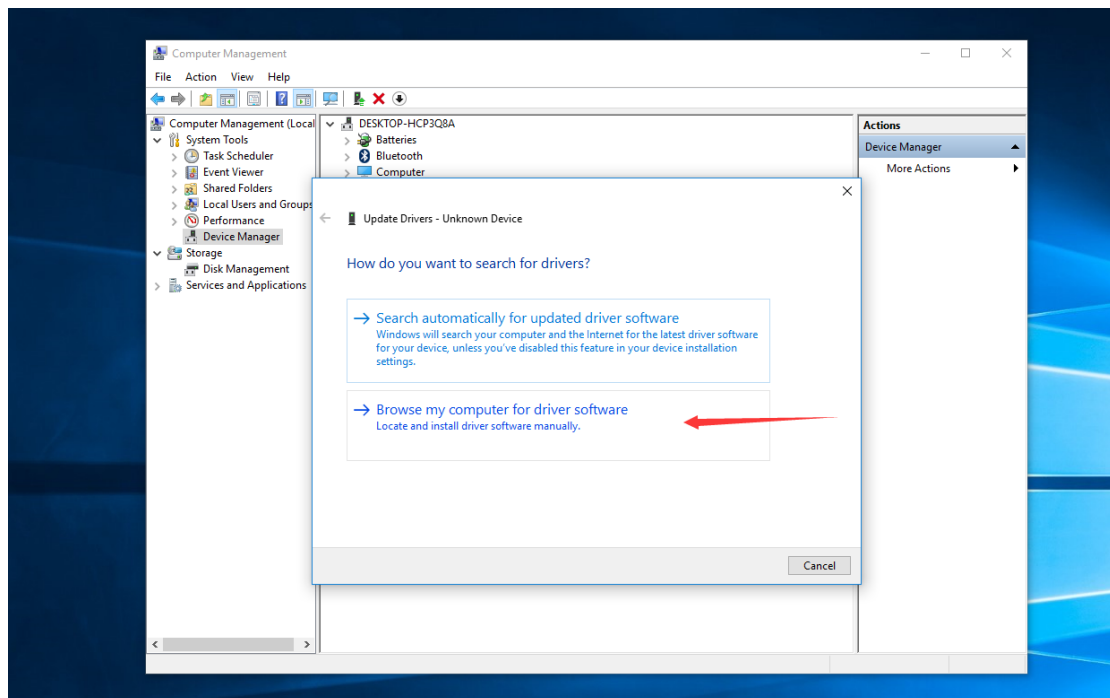 Computer Management
File Action View Help
Computer Management (Local
System Tools
Task Scheduler
Event Viewer
Shared Folders
Local Users and Groups
Performance
Device Manager
Storage
Disk Management
Services and Applications
DESKTOP-HCP3Q8A
Batteries
Bluetooth
Computer
Actions
Device Manager
More Actions
Update Drivers - Unknown Device
How do you want to search for drivers?
Search automatically for updated driver software
Windows will search your computer and the Internet for the latest driver software
for your device, unless you've disabled this feature in your device installation
settings.
Browse my computer for driver software
Locate and install driver software manually.
Cancel